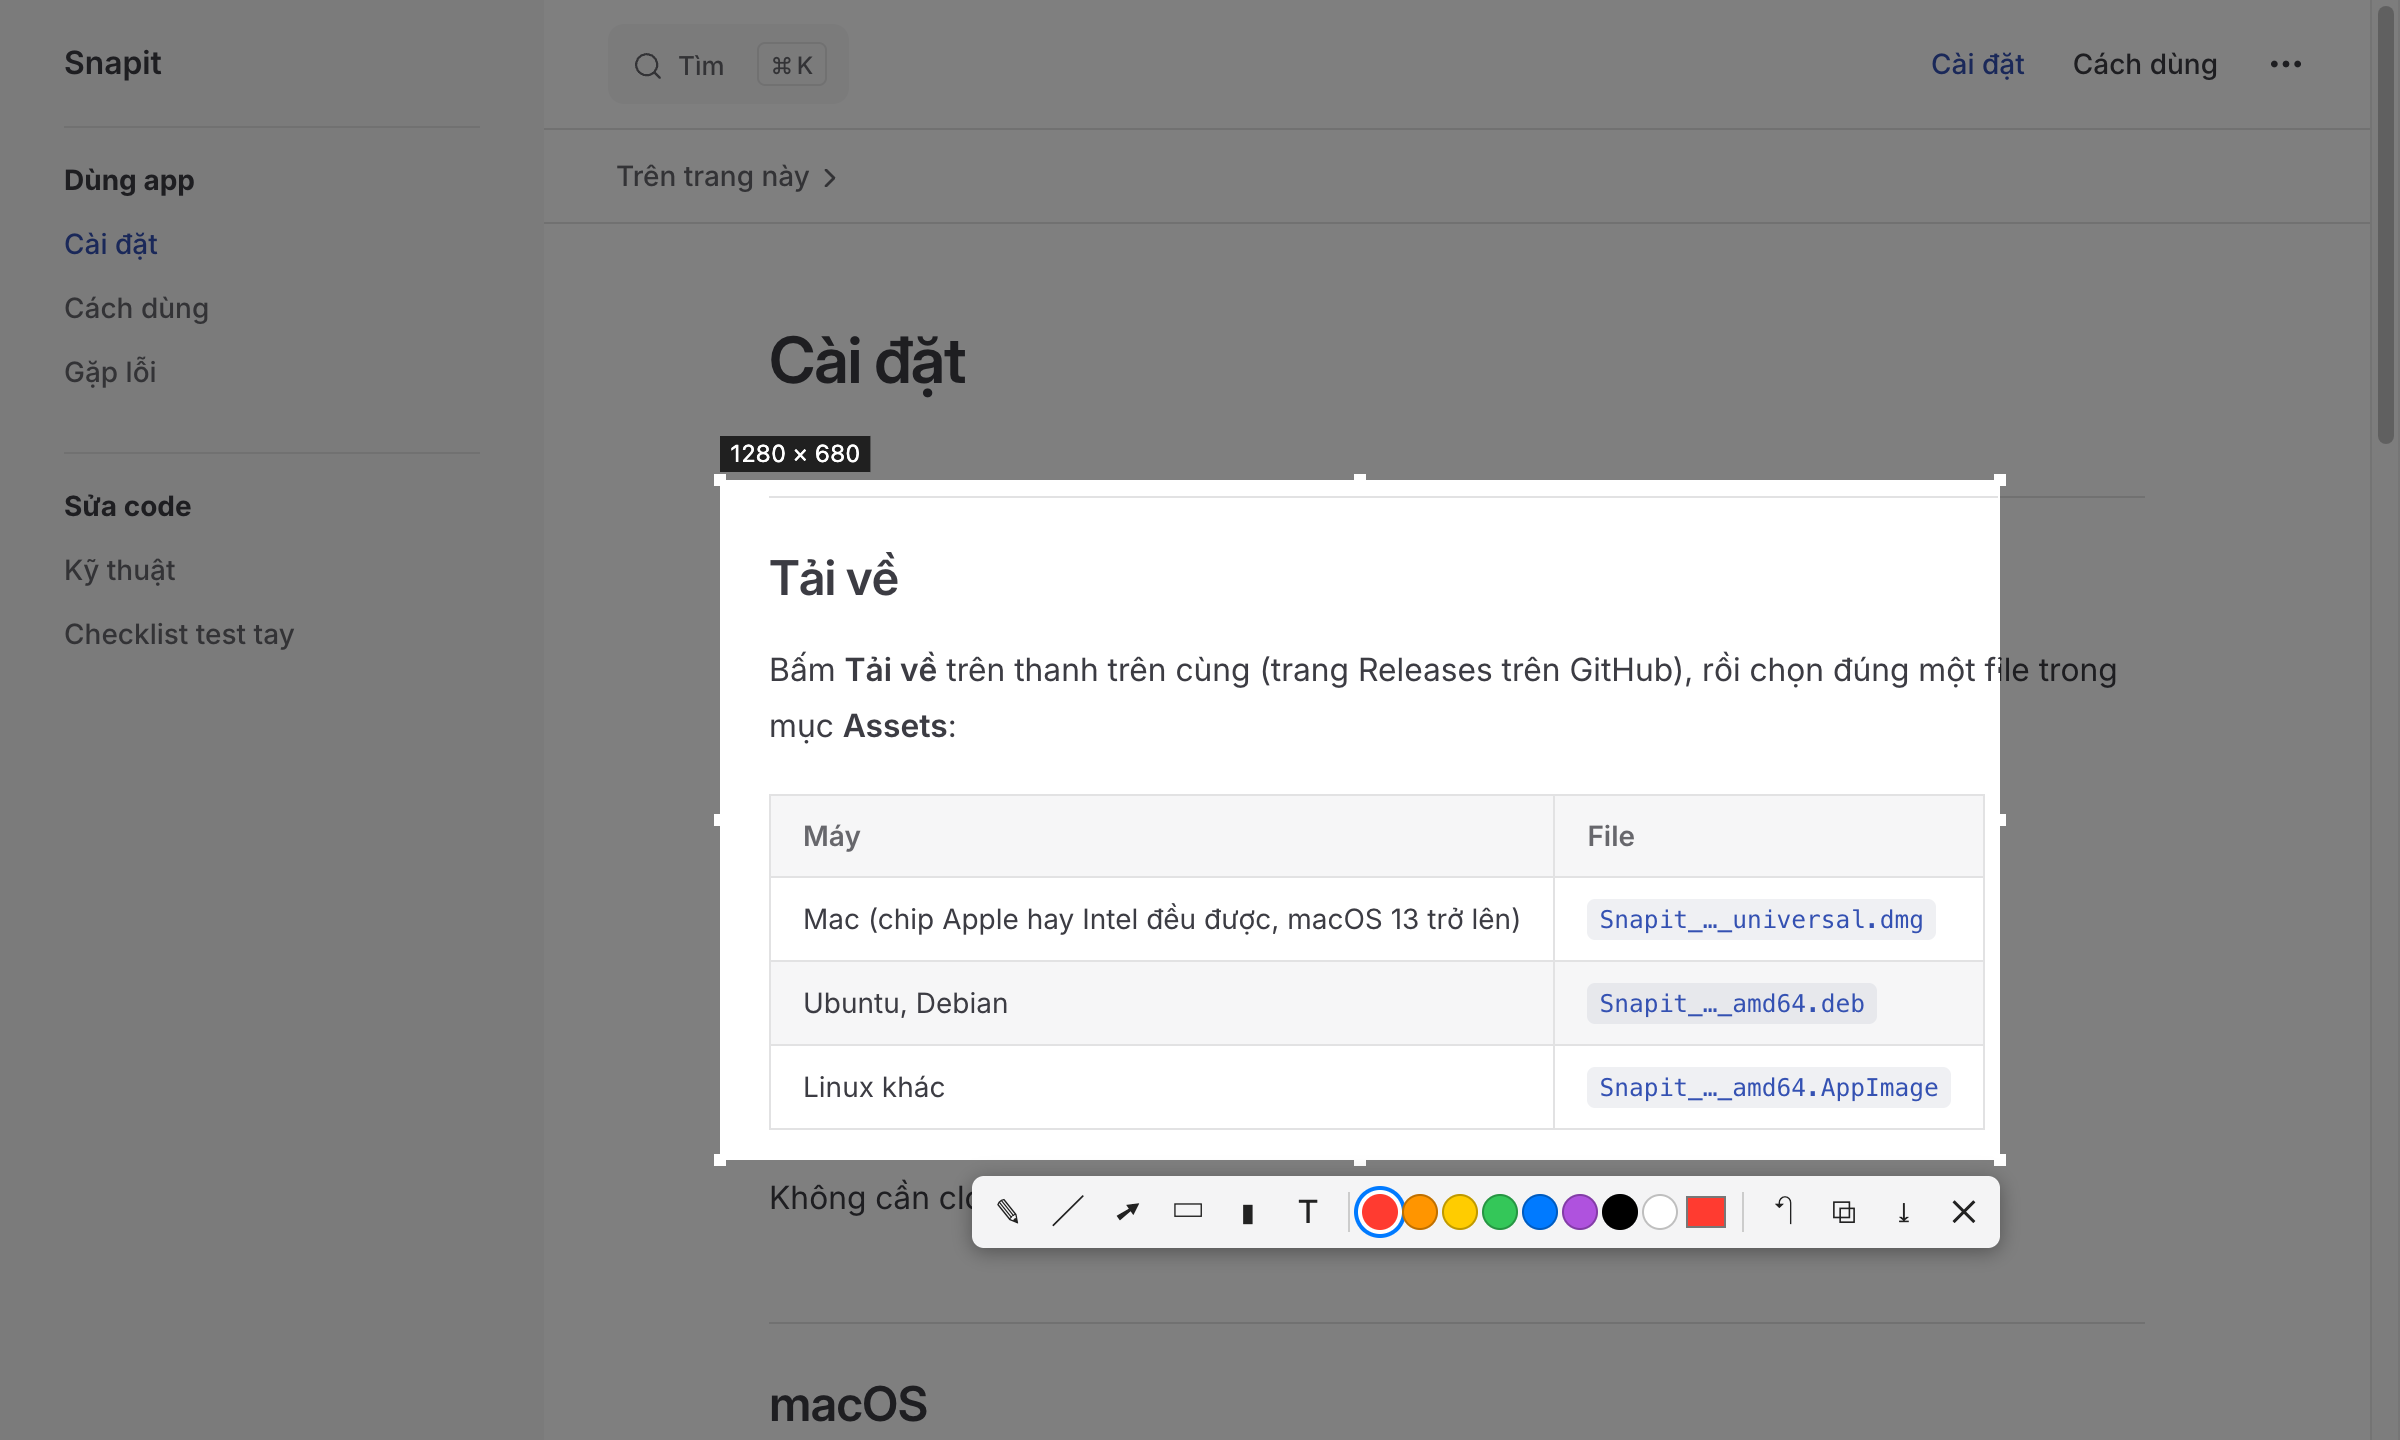 Snapit
Tìm ⌘ K
Cài đặt
Cách dùng
Dùng app
Cài đặt
Cách dùng
Gặp lỗi
Sửa code
Kỹ thuật
Checklist test tay
Trên trang này
Cài đặt
1280 × 680
Tải về
Bấm Tải về trên thanh trên cùng (trang Releases trên GitHub), rồi chọn đúng một file trong
mục Assets:
Máy File
Mac (chip Apple hay Intel đều được, macOS 13 trở lên) Snapit_…_universal.dmg
Ubuntu, Debian Snapit_…_amd64.deb
Linux khác Snapit_…_amd64.AppImage
Không cần
T
macOS